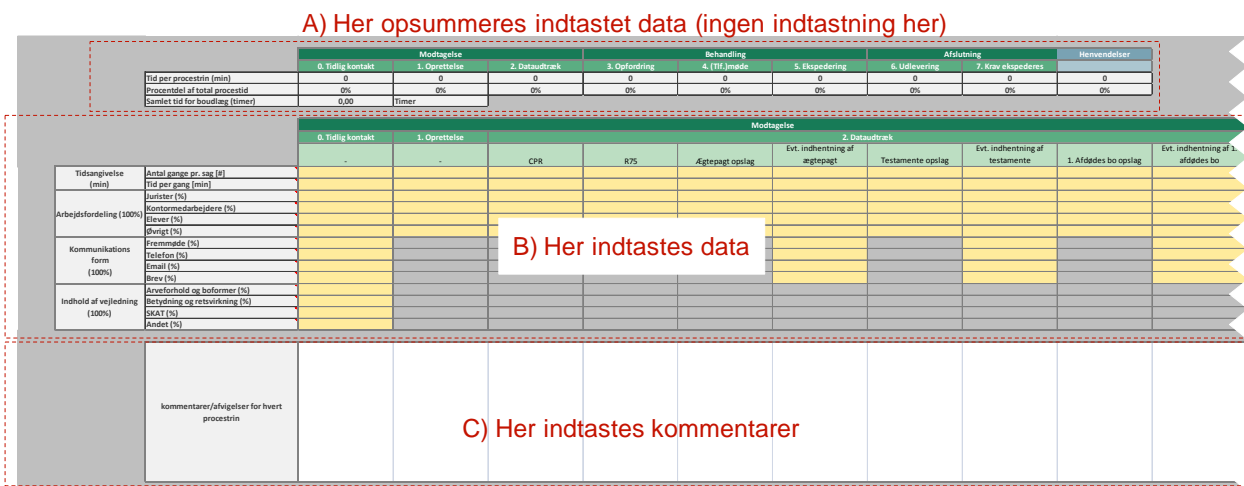 A) Her opsummeres indtastet data (ingen indtastning her)
Modtagelse Behandling Afslutning Henvendelser
0. Tidlig kontakt 1. Oprettelse 2. Dataudtræk 3. Opfordring 4. (Tlf.)møde 5. Ekspedering 6. Udlevering 7. Krav ekspederes
Tid per procestrin (min) 0 0 0 0 0 0 0 0 0
Procentdel af total procestid 0% 0% 0% 0% 0% 0% 0% 0% 0%
Samlet tid for boudlæg (timer) 0,00 Timer
Modtagelse
0. Tidlig kontakt 1. Oprettelse 2. Dataudtræk
- - CPR R75 Ægtepagt opslag Evt. indhentning af ægtepagt Testamente opslag Evt. indhentning af testamente 1. Afdødes bo opslag Evt. indhentning af 1. afdødes bo
Tidsangivelse
(min)
Antal gange pr. sag [#]
Tid per gang [min]
Arbejdsfordeling (100%)
Jurister (%)
Kontormedarbejdere (%)
Elever (%)
Øvrigt (%)
B) Her indtastes data
Kommunikations
form
(100%)
Fremmøde (%)
Telefon (%)
Email (%)
Brev (%)
Indhold af vejledning
(100%)
Arveforhold og boformer (%)
Betydning og retsvirkning (%)
SKAT (%)
Andet (%)
kommentarer/afvigelser for hvert
procestrin
C) Her indtastes kommentarer